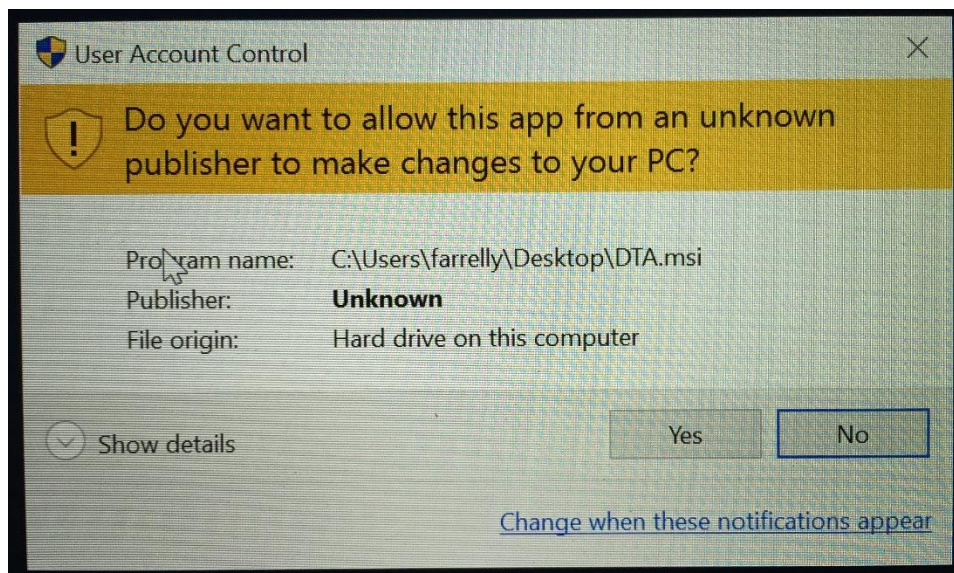 User Account Control
!
Do you want to allow this app from an unknown
publisher to make changes to your PC?
Program name: C:\Users\farrelly\Desktop\DTA.msi
Publisher: Unknown
File origin: Hard drive on this computer
Show details
Yes No
Change when these notifications appear